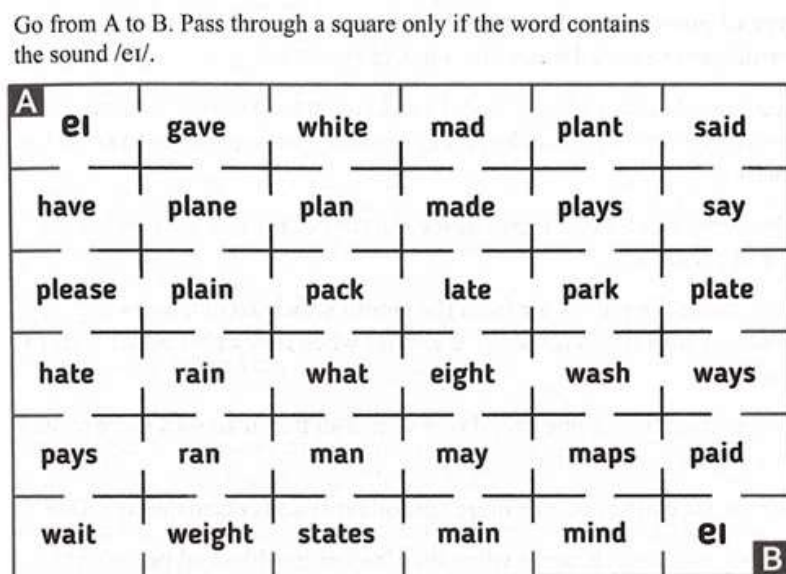 Go from A to B. Pass through a square only if the word contains
the sound /eɪ/.
A
eɪ gave white mad plant said
have plane plan made plays say
please plain pack late park plate
hate rain what eight wash ways
pays ran man may maps paid
wait weight states main mind eɪ
B